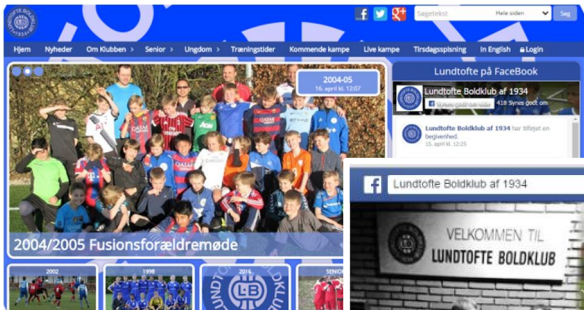 Søgetekst
Hele siden
Søg
Hjem Nyheder Om Klubben > Senior > Ungdom > Træningstider Kommende kampe Live kampe Tirsdagsspisning In English Login
2004-05
16. april kl. 12:07
2004/2005 Fusionsforældremøde
2002
1998
2016
SENIO
LB
Lundtofte på FaceBook
Lundtofte Boldklub af 1934
418 Synes godt om
Lundtofte Boldklub af 1934 har tilføjet en
begivenhed.
15. april kl. 12:25
Lundtofte Boldklub af 1934
VELKOMMEN TIL
LUNDTOFTE BOLDKLUB